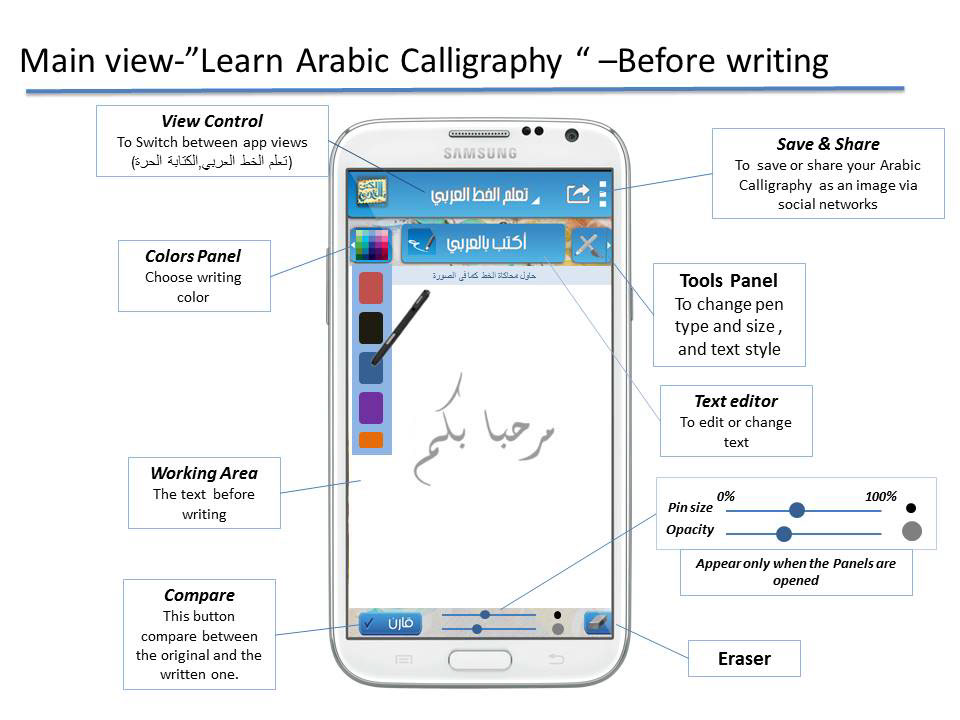 Main view-”Learn Arabic Calligraphy “ –Before writing
View Control
To Switch between app views
(تعلم الخط العربي,الكتابة الحرة)
Save & Share
To save or share your Arabic
Calligraphy as an image via
social networks
SAMSUNG
تعلم الخط العربي
Colors Panel
Choose writing
color
أكتب بالعربي
حاول محاكاة الخط كما في الصورة
Tools Panel
To change pen
type and size ,
and text style
Text editor
To edit or change
text
مرحبا بكم
Working Area
The text before
writing
0%
100%
Pin size
Opacity
Appear only when the Panels are
opened
Compare
This button
compare between
the original and the
written one.
قارن
Eraser